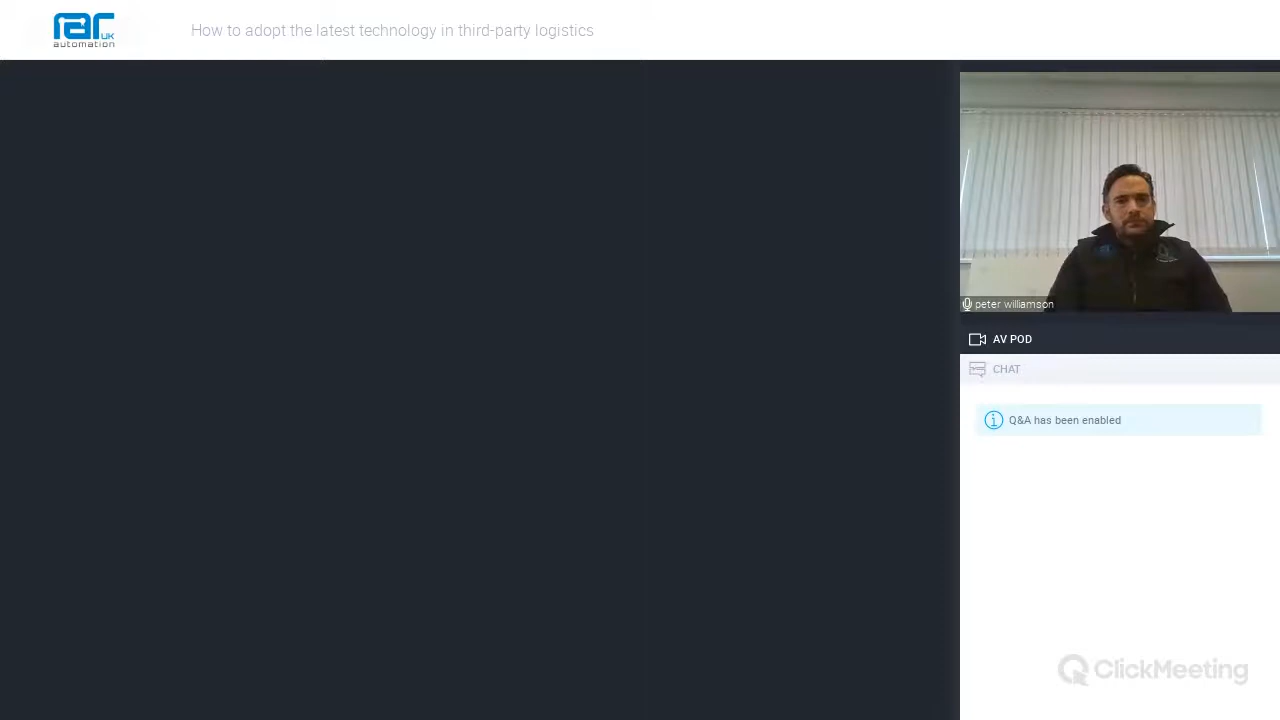 rar UK
automation
How to adopt the latest technology in third-party logistics
peter williamson
AV POD
CHAT
Q&A has been enabled
ClickMeeting